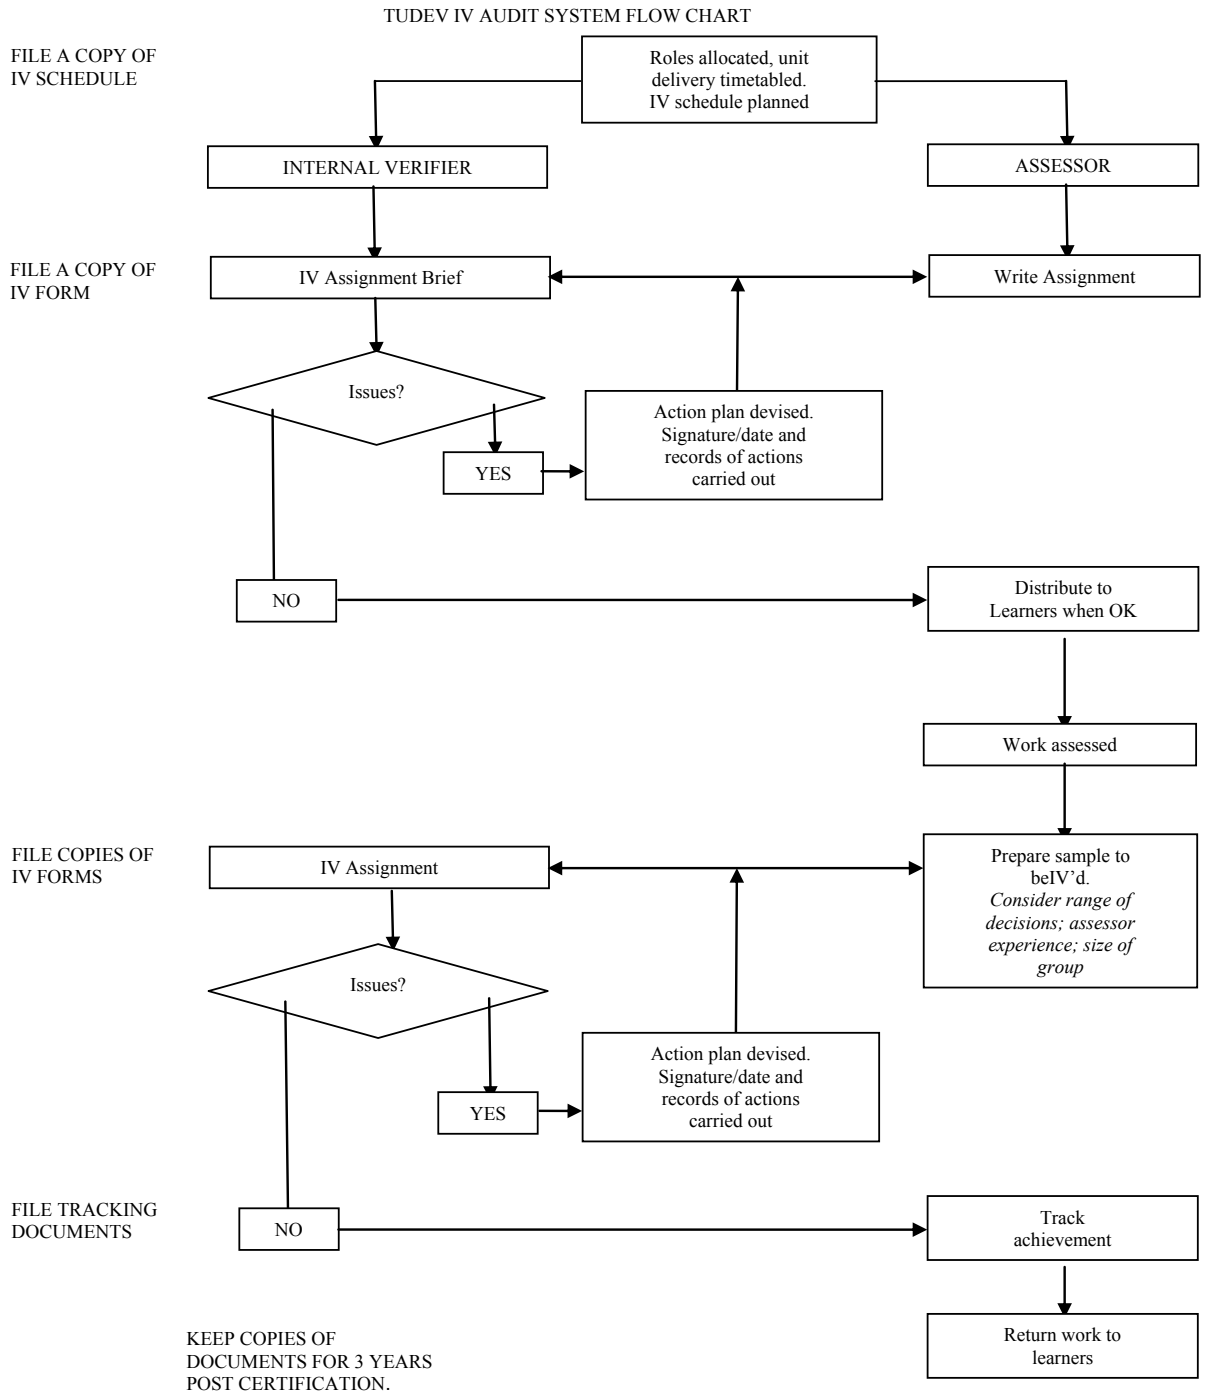 TUDEV IV AUDIT SYSTEM FLOW CHART
FILE A COPY OF
IV SCHEDULE
Roles allocated, unit
delivery timetabled.
IV schedule planned
INTERNAL VERIFIER
ASSESSOR
FILE A COPY OF
IV FORM
IV Assignment Brief
Write Assignment
Issues?
Action plan devised.
Signature/date and
records of actions
carried out
YES
NO
Distribute to
Learners when OK
Work assessed
FILE COPIES OF
IV FORMS
IV Assignment
Prepare sample to
beIV’d.
Consider range of
decisions; assessor
experience; size of
group
Issues?
Action plan devised.
Signature/date and
records of actions
carried out
YES
FILE TRACKING
DOCUMENTS
NO
Track
achievement
Return work to
learners
KEEP COPIES OF
DOCUMENTS FOR 3 YEARS
POST CERTIFICATION.